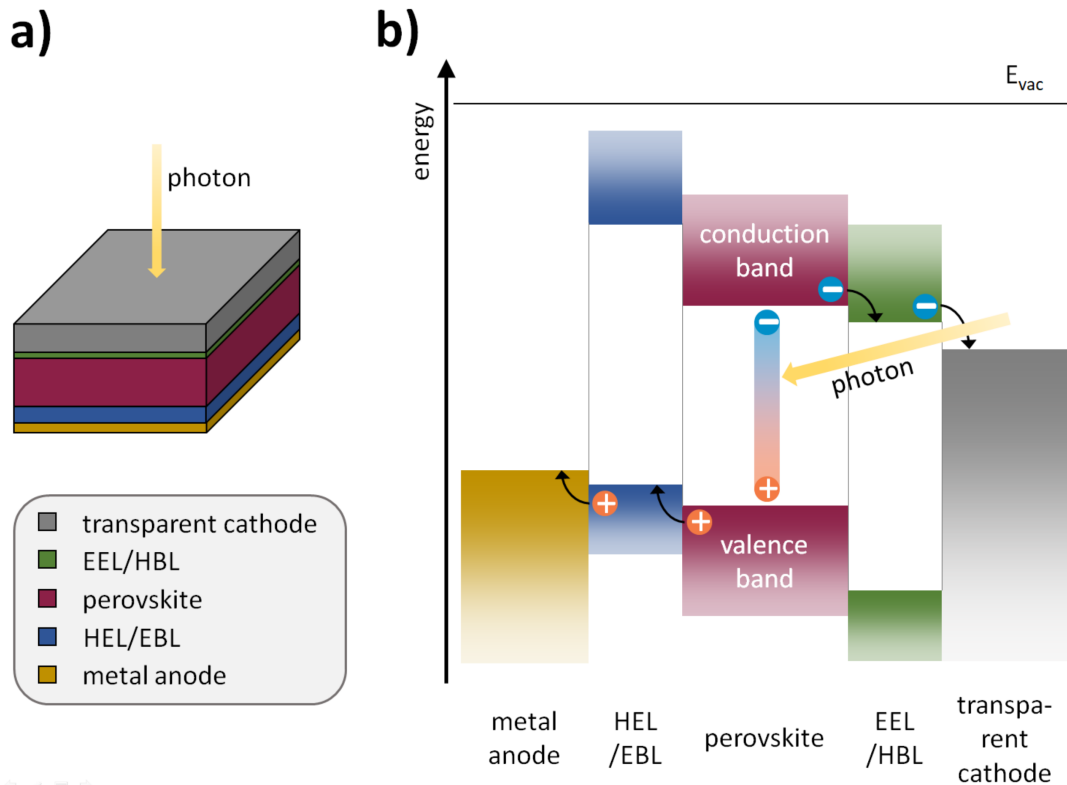 a)
photon
transparent cathode
EEL/HBL
perovskite
HEL/EBL
metal anode
b)
E_vac
energy
conduction
band
photon
valence
band
metal
anode
HEL
/EBL
perovskite
EEL
/HBL
transpa-
rent
cathode